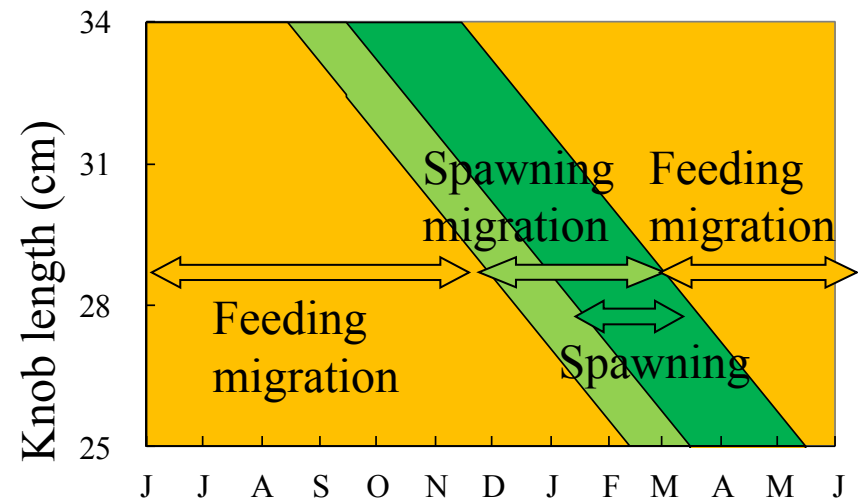 34
31
28
25
Knob length (cm)
Spawning
migration
Feeding
migration
Feeding
migration
Spawning
J J A S O N D J F M A M J